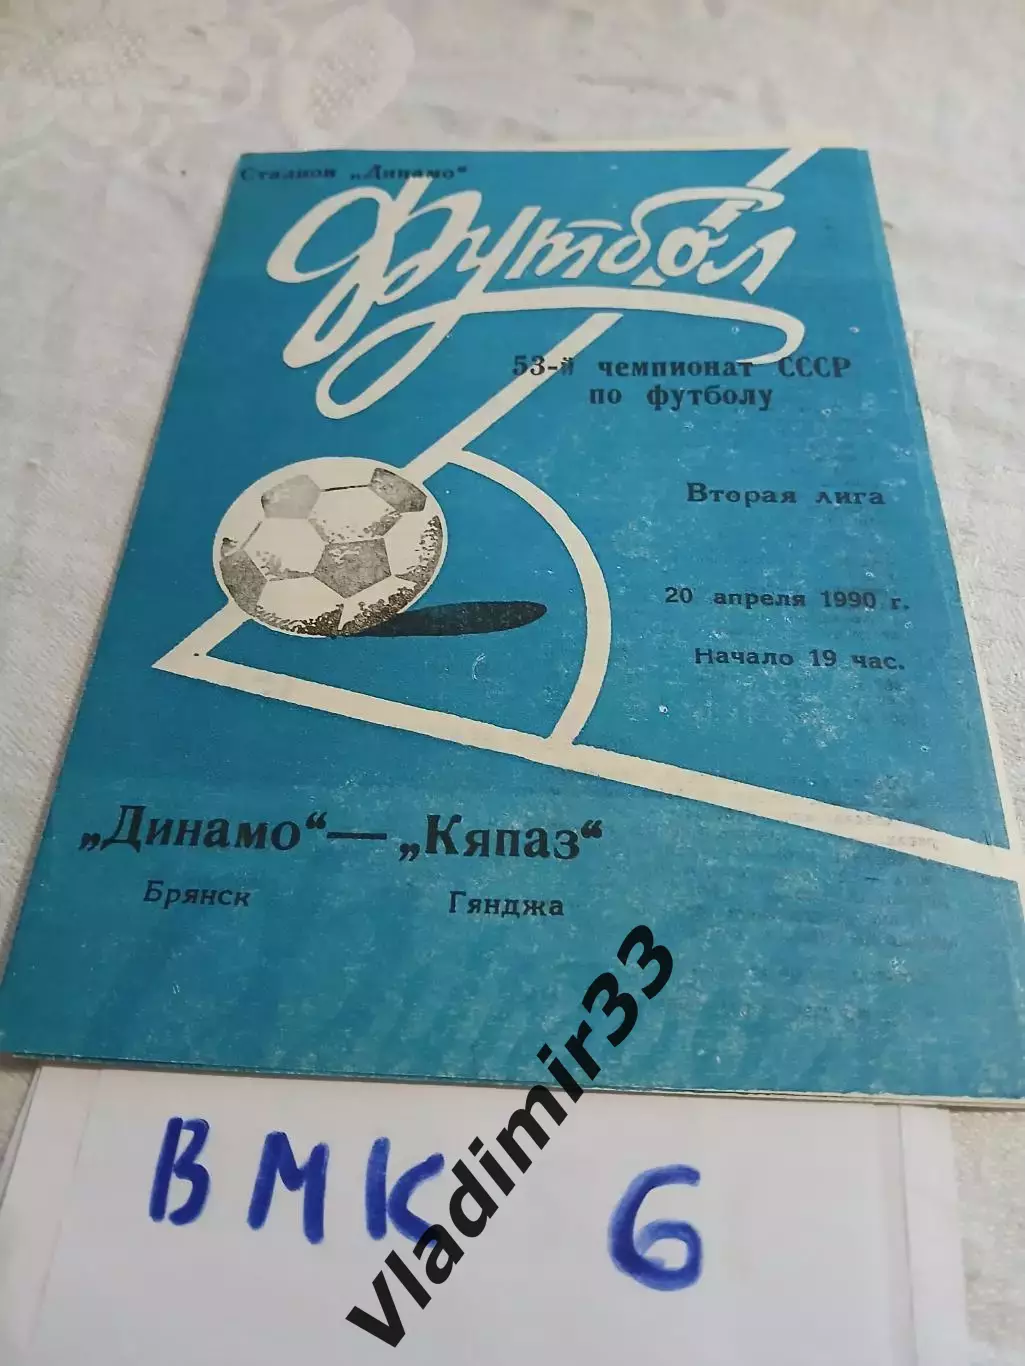 Стадион „Динамо“
Футбол
53-й чемпионат СССР
по футболу
Вторая лига
20 апреля 1990 г.
Начало 19 час.
„Динамо“ — „Кяпаз“
Брянск Гянджа
ВМК 6
Vladimir33